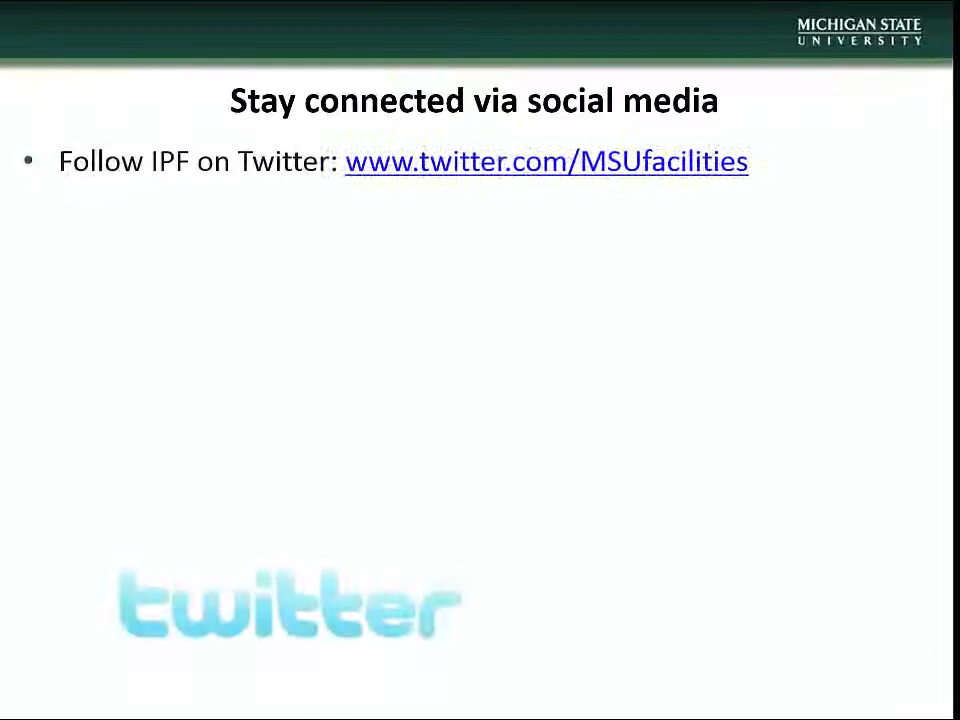 MICHIGAN STATE
UNIVERSITY
Stay connected via social media
• Follow IPF on Twitter: www.twitter.com/MSUfacilities
twitter